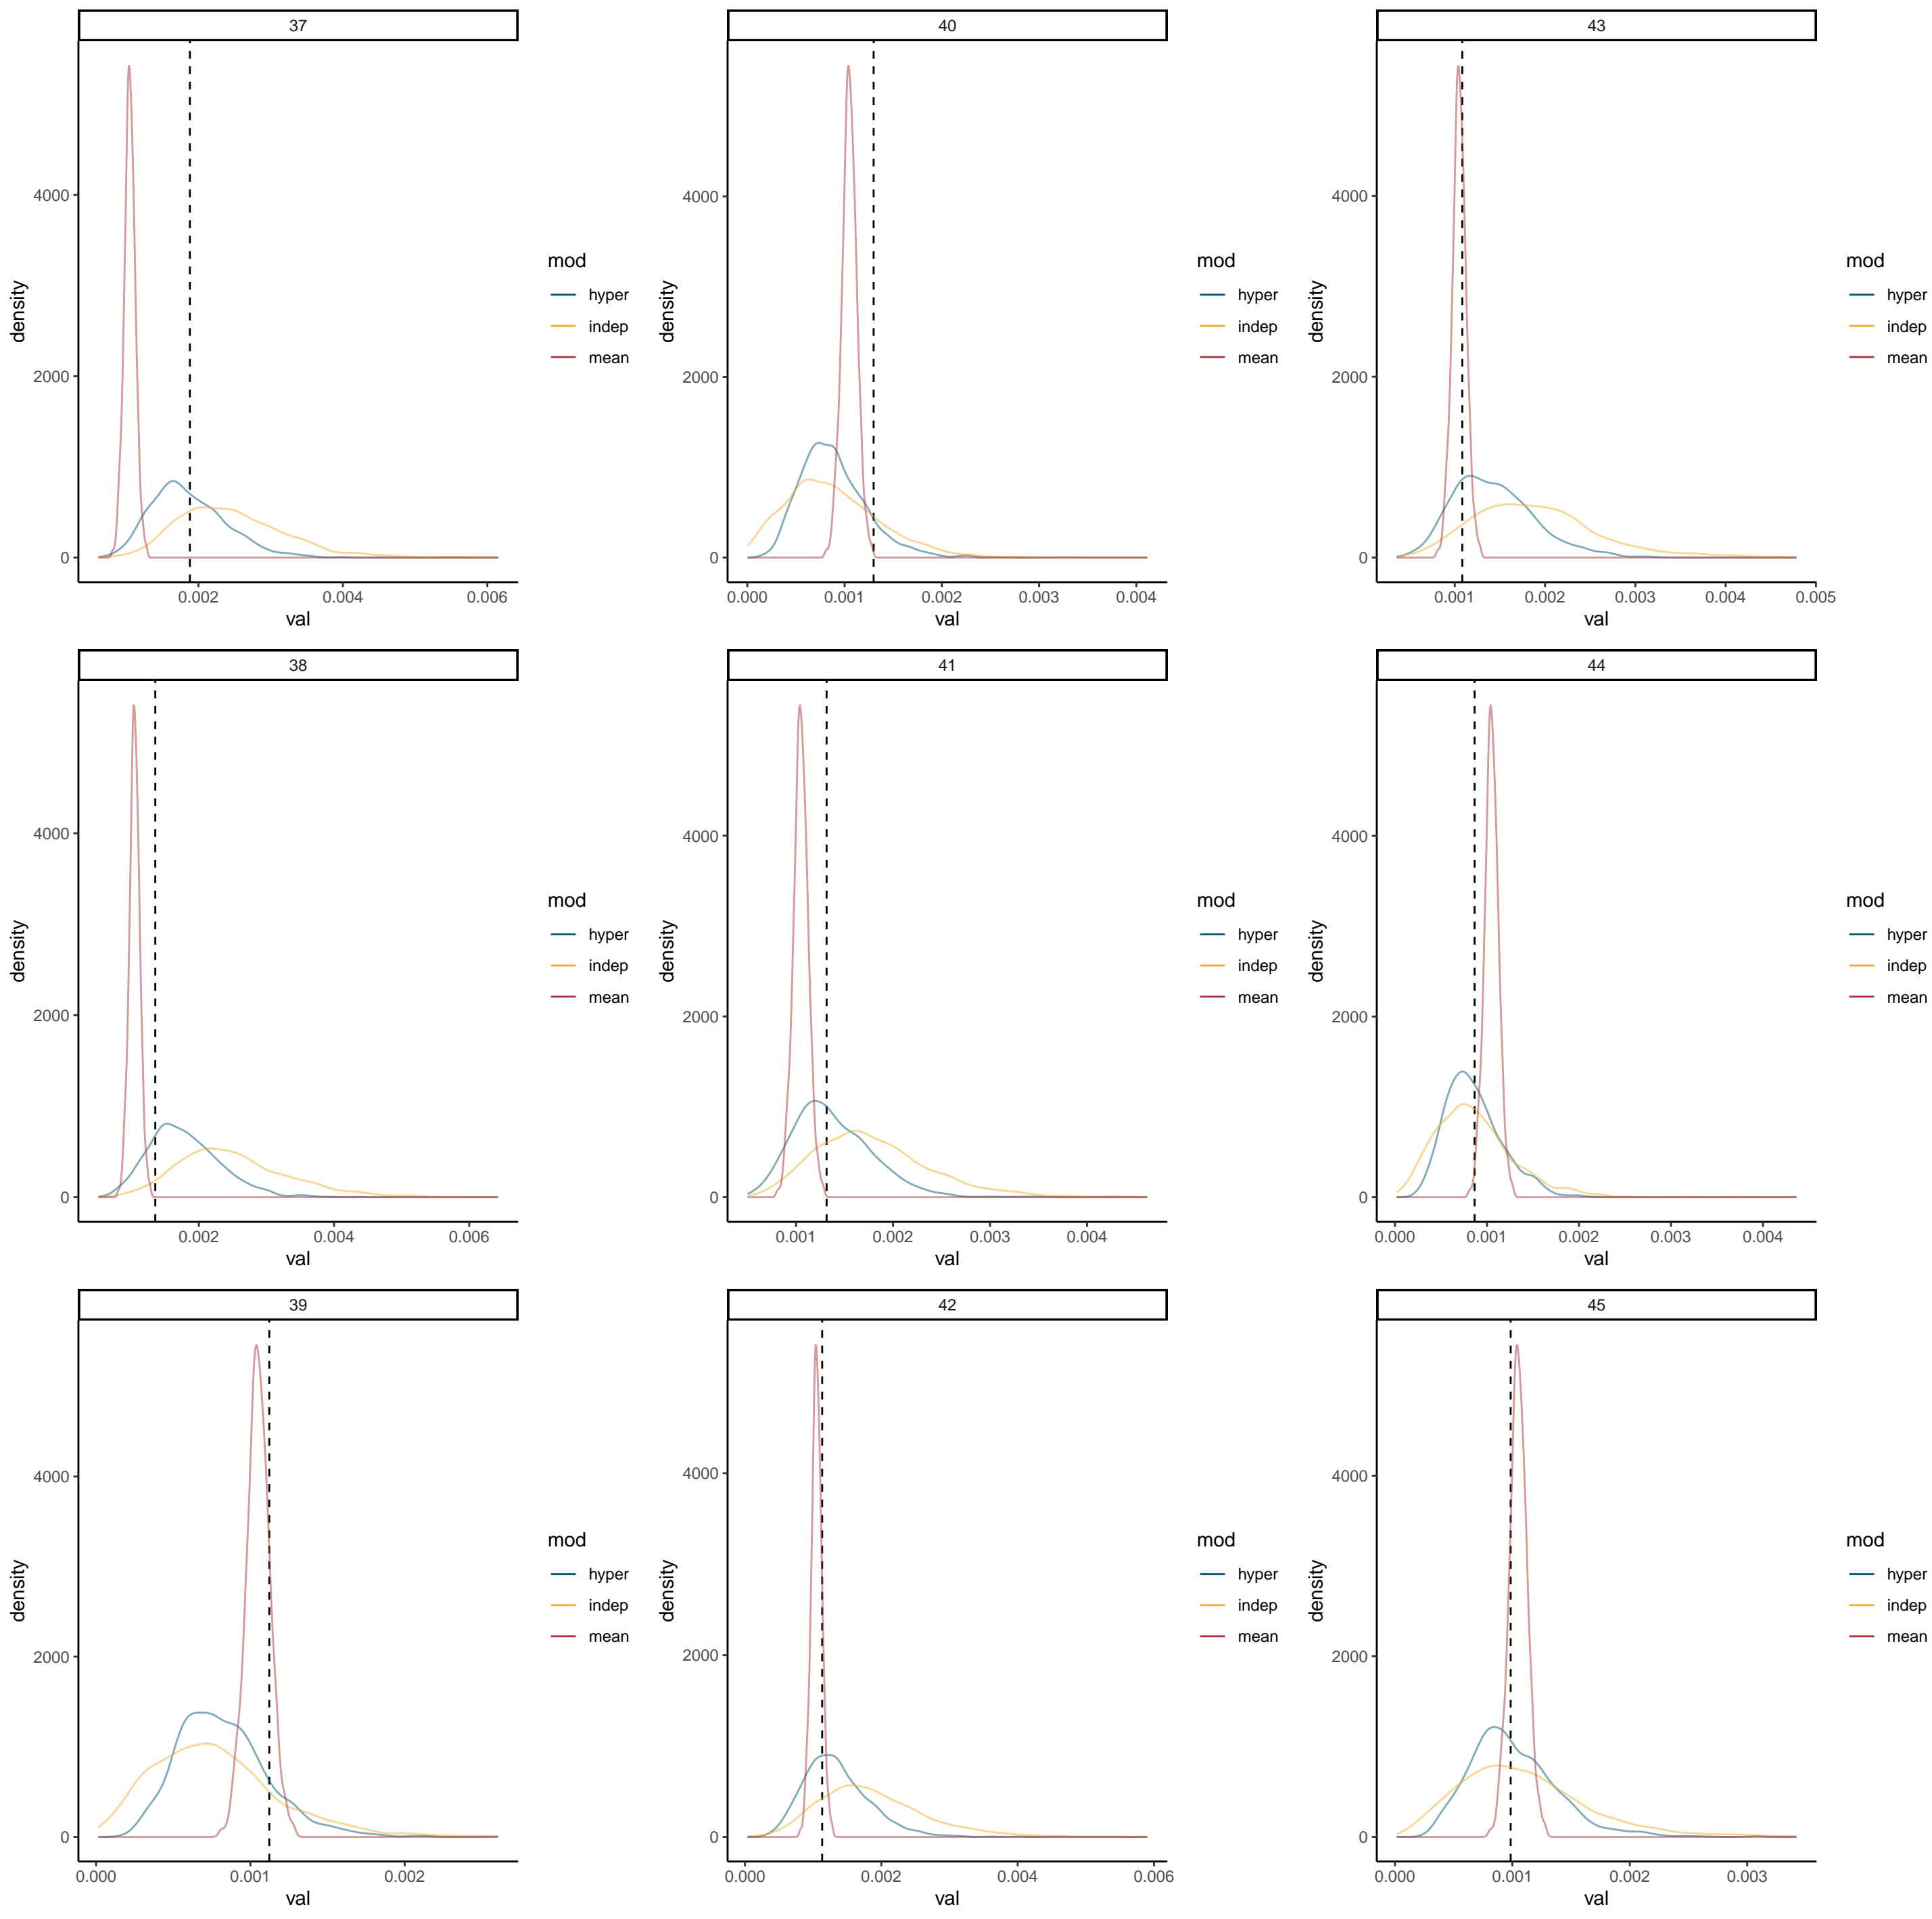 37
density
4000
2000
0
0.002
0.004
0.006
val
mod
hyper
indep
mean
40
density
4000
2000
0
0.000
0.001
0.002
0.003
0.004
val
mod
hyper
indep
mean
43
density
4000
2000
0
0.001
0.002
0.003
0.004
0.005
val
mod
hyper
indep
mean
38
density
4000
2000
0
0.002
0.004
0.006
val
mod
hyper
indep
mean
41
density
4000
2000
0
0.001
0.002
0.003
0.004
val
mod
hyper
indep
mean
44
density
4000
2000
0
0.000
0.001
0.002
0.003
0.004
val
mod
hyper
indep
mean
39
density
4000
2000
0
0.000
0.001
0.002
val
mod
hyper
indep
mean
42
density
4000
2000
0
0.000
0.002
0.004
0.006
val
mod
hyper
indep
mean
45
density
4000
2000
0
0.000
0.001
0.002
0.003
val
mod
hyper
indep
mean